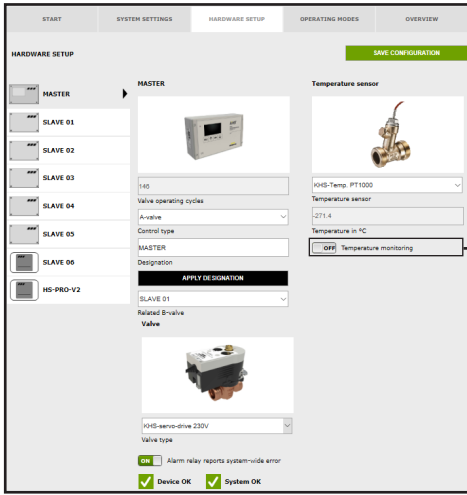 START
SYSTEM SETTINGS
HARDWARE SETUP
OPERATING MODES
OVERVIEW
HARDWARE SETUP
SAVE CONFIGURATION
MASTER
SLAVE 01
SLAVE 02
SLAVE 03
SLAVE 04
SLAVE 05
SLAVE 06
HS-PRO-V2
MASTER
146
Valve operating cycles
A-valve
Control type
MASTER
Designation
APPLY DESIGNATION
SLAVE 01
Related B-valve
Valve
KHS-servo-drive 230V
Valve type
ON Alarm relay reports system-wide error
Device OK
System OK
Temperature sensor
KHS-Temp. PT1000
Temperature sensor
-271.4
Temperature in °C
OFF Temperature monitoring